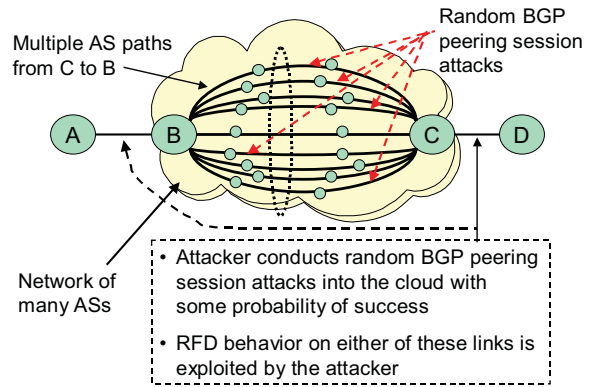 Multiple AS paths
from C to B
Random BGP
peering session
attacks
A
B
C
D
Network of
many ASs
• Attacker conducts random BGP peering
session attacks into the cloud with
some probability of success
• RFD behavior on either of these links is
exploited by the attacker